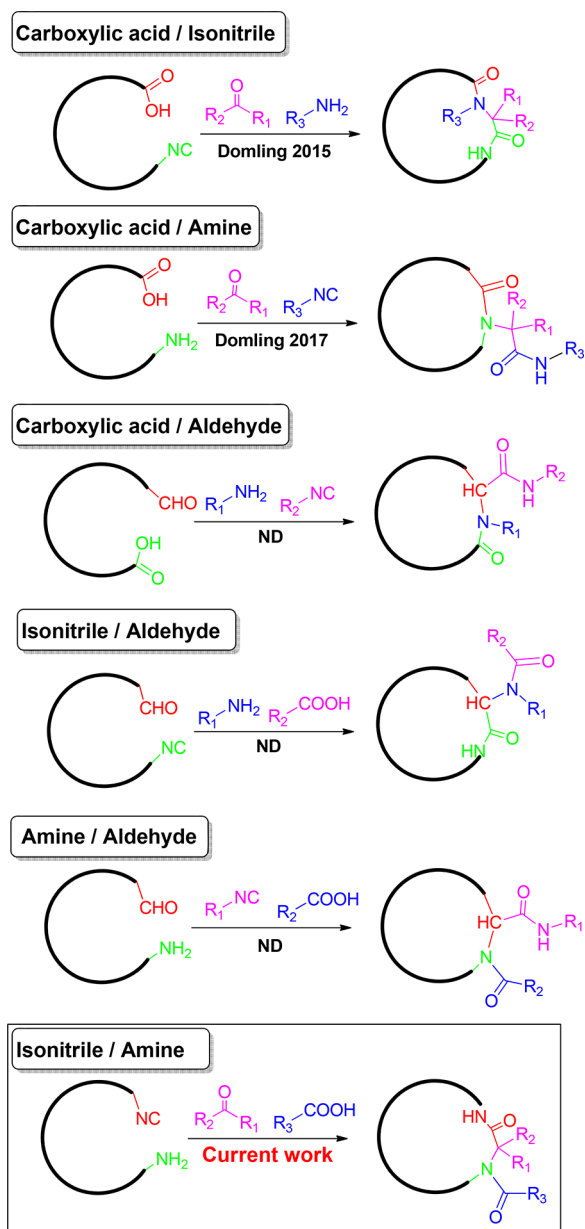 Carboxylic acid / Isonitrile
O
OH
NC
O
R2 R1
R3 NH2
Domling 2015
O
N R1
R3 R2
HN O
Carboxylic acid / Amine
O
OH
NH2
O
R2 R1
R3 NC
Domling 2017
O
R2
N R1
O N R3
H
Carboxylic acid / Aldehyde
CHO
OH
O
R1 NH2
R2 NC
ND
O
HC N R2
H
N R1
O
Isonitrile / Aldehyde
CHO
NC
R1 NH2
R2 COOH
ND
R2 O
HC N
R1
HN O
Amine / Aldehyde
CHO
NH2
R1 NC
R2 COOH
ND
O
HC N R1
H
N
O R2
Isonitrile / Amine
NC
NH2
O
R2 R1
R3 COOH
Current work
HN O
R2
N R1
O R3